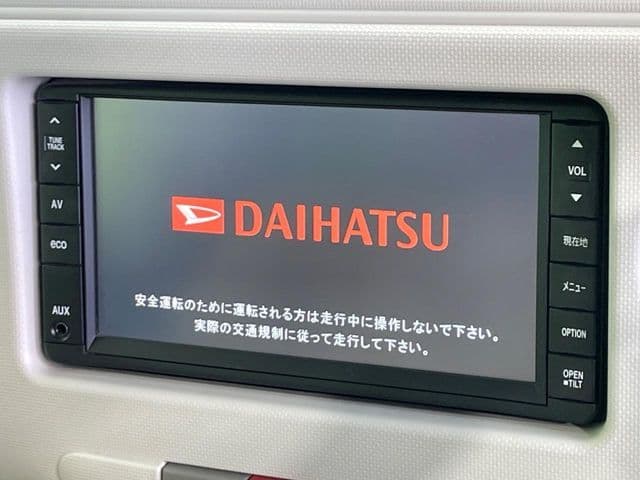 TUNE
TRACK
AV
eco
AUX
DAIHATSU
安全運転のために運転される方は走行中に操作しないで下さい。
実際の交通規制に従って走行して下さい。
VOL
現在地
メニュー
OPTION
OPEN
■TILT